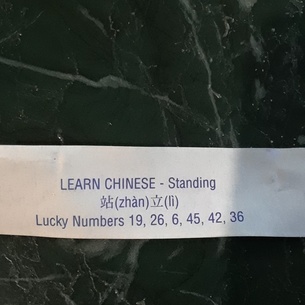 LEARN CHINESE - Standing
站(zhàn)立(lì)
Lucky Numbers 19, 26, 6, 45, 42, 36